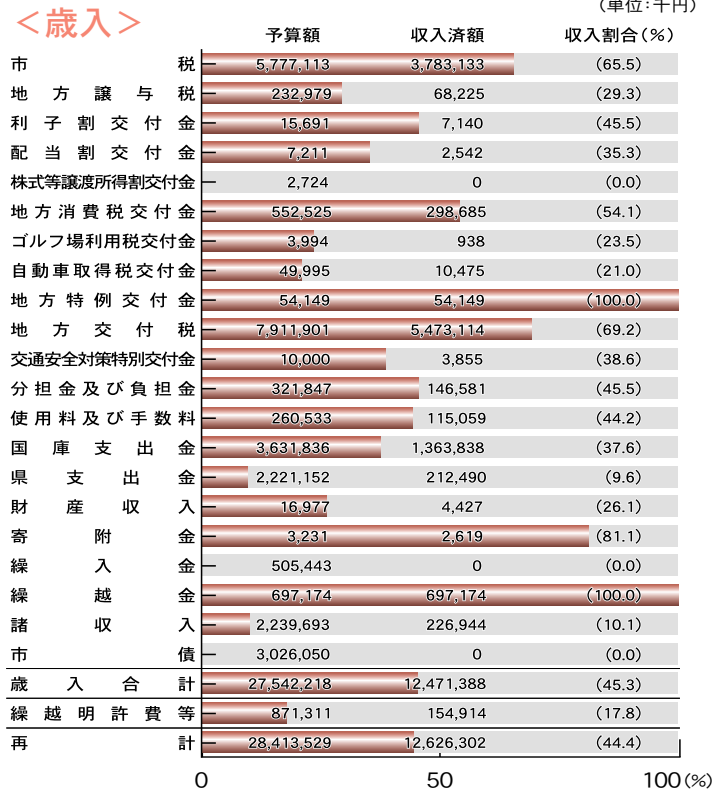 (単位:千円)
＜歳入＞
予算額 収入済額 収入割合(%)
市税 5,777,113 3,783,133 (65.5)
地方譲与税 232,979 68,225 (29.3)
利子割交付金 15,691 7,140 (45.5)
配当割交付金 7,211 2,542 (35.3)
株式等譲渡所得割交付金 2,724 0 (0.0)
地方消費税交付金 552,525 298,685 (54.1)
ゴルフ場利用税交付金 3,994 938 (23.5)
自動車取得税交付金 49,995 10,475 (21.0)
地方特例交付金 54,149 54,149 (100.0)
地方交付税 7,911,901 5,473,114 (69.2)
交通安全対策特別交付金 10,000 3,855 (38.6)
分担金及び負担金 321,847 146,581 (45.5)
使用料及び手数料 260,533 115,059 (44.2)
国庫支出金 3,631,836 1,363,838 (37.6)
県支出金 2,221,152 212,490 (9.6)
財産収入 16,977 4,427 (26.1)
寄附金 3,231 2,619 (81.1)
繰入金 505,443 0 (0.0)
繰越金 697,174 697,174 (100.0)
諸収入 2,239,693 226,944 (10.1)
市債 3,026,050 0 (0.0)
歳入合計 27,542,218 12,471,388 (45.3)
繰越明許費等 871,311 154,914 (17.8)
再計 28,413,529 12,626,302 (44.4)
0 50 100(%)